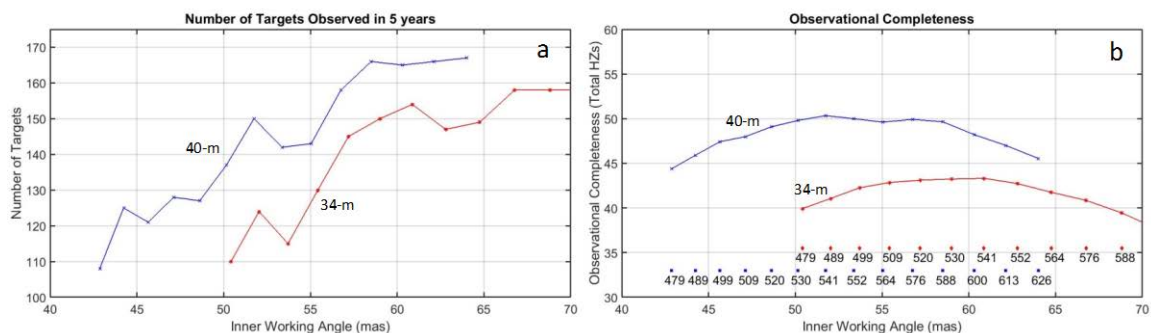 Number of Targets Observed in 5 years
a
170
160
150
140
130
120
110
100
Number of Targets
40-m
34-m
40 45 50 55 60 65 70
Inner Working Angle (mas)
Observational Completeness
b
60
55
50
45
40
35
30
Observational Completeness (Total HZs)
40-m
34-m
479 489 499 509 520 530 541 552 564 576 588
479 489 499 509 520 530 541 552 564 576 588 600 613 626
40 45 50 55 60 65 70
Inner Working Angle (mas)